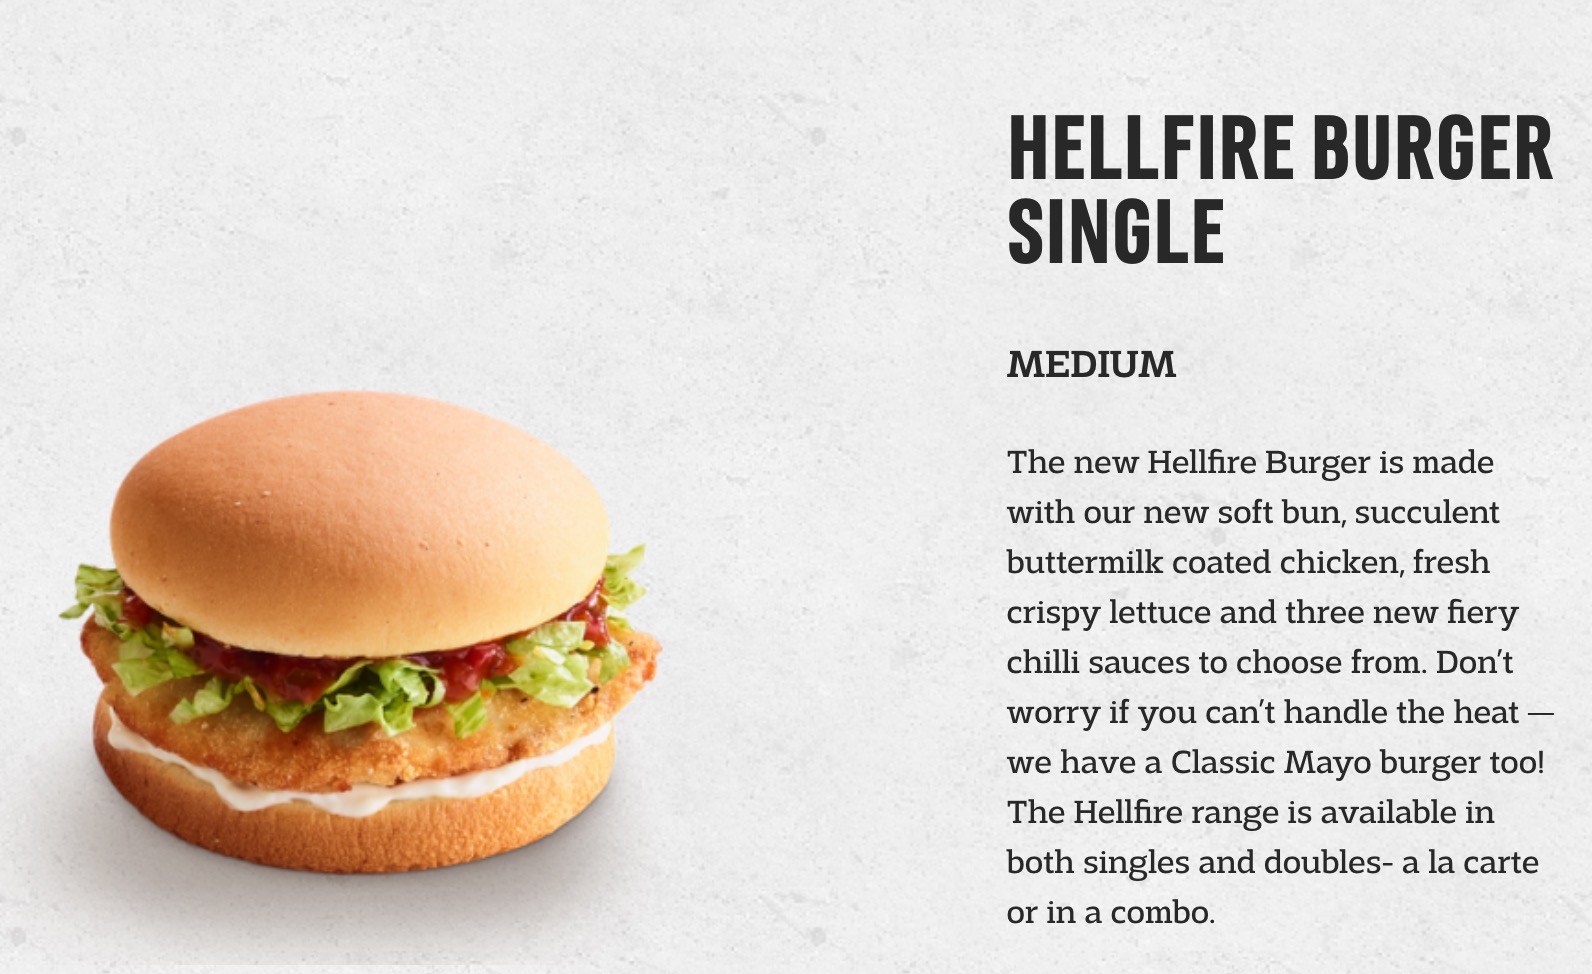 HELLFIRE BURGER
SINGLE
MEDIUM
The new Hellfire Burger is made
with our new soft bun, succulent
buttermilk coated chicken, fresh
crispy lettuce and three new fiery
chilli sauces to choose from. Don’t
worry if you can’t handle the heat —
we have a Classic Mayo burger too!
The Hellfire range is available in
both singles and doubles- a la carte
or in a combo.